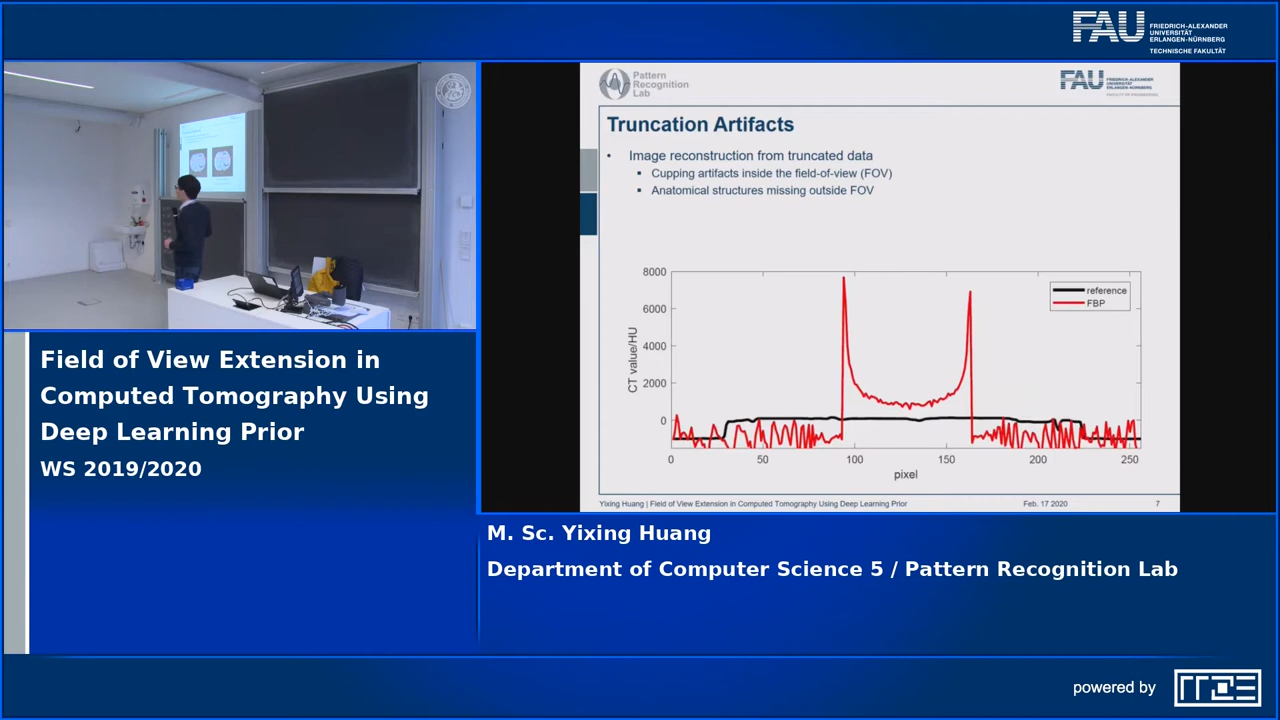 FAU
FRIEDRICH-ALEXANDER
UNIVERSITÄT
ERLANGEN-NÜRNBERG
TECHNISCHE FAKULTÄT
Pattern
Recognition
Lab
FAU
FRIEDRICH-ALEXANDER
UNIVERSITÄT
ERLANGEN-NÜRNBERG
FACULTY OF ENGINEERING
Truncation Artifacts
• Image reconstruction from truncated data
▪ Cupping artifacts inside the field-of-view (FOV)
▪ Anatomical structures missing outside FOV
8000
6000
4000
2000
0
CT value/HU
reference
FBP
0 50 100 150 200 250
pixel
Yixing Huang | Field of View Extension in Computed Tomography Using Deep Learning Prior Feb. 17 2020 7
Field of View Extension in
Computed Tomography Using
Deep Learning Prior
WS 2019/2020
M. Sc. Yixing Huang
Department of Computer Science 5 / Pattern Recognition Lab
powered by